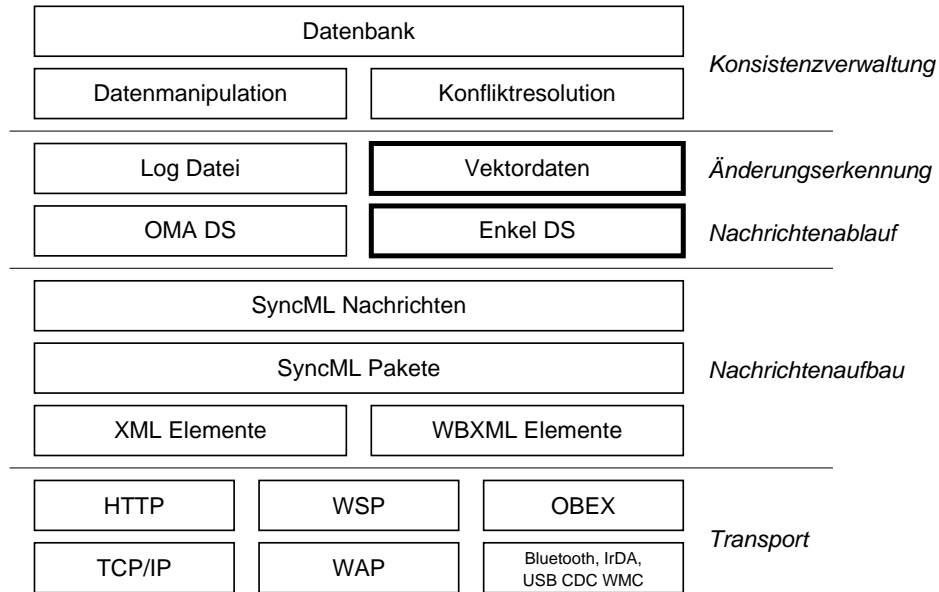 Datenbank
Konsistenzverwaltung
Datenmanipulation
Konfliktresolution
Log Datei
Vektordaten
Änderungserkennung
OMA DS
Enkel DS
Nachrichtenablauf
SyncML Nachrichten
SyncML Pakete
Nachrichtenaufbau
XML Elemente
WBXML Elemente
HTTP
WSP
OBEX
Transport
TCP/IP
WAP
Bluetooth, IrDA,
USB CDC WMC